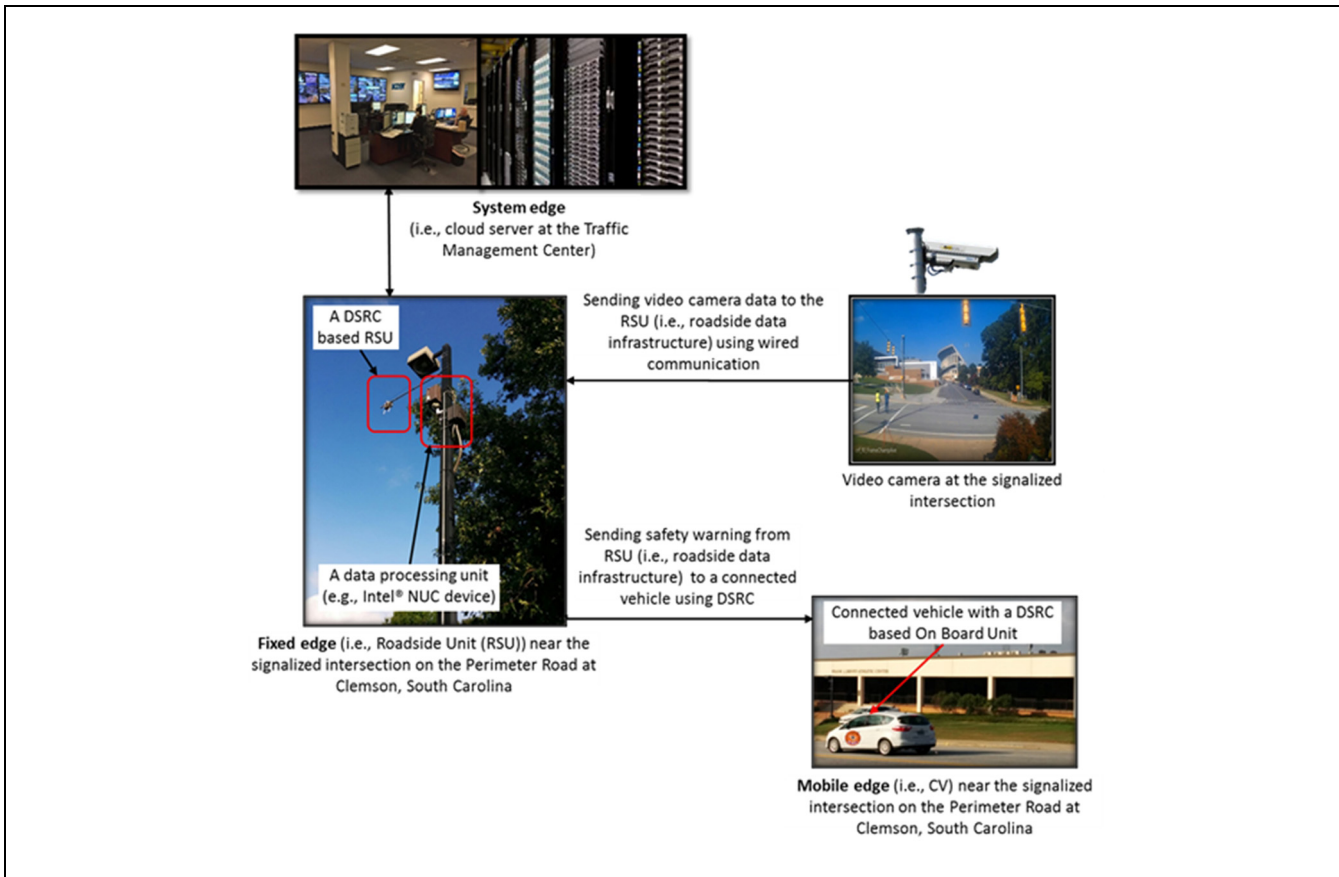 System edge
(i.e., cloud server at the Traffic
Management Center)
A DSRC
based RSU
Sending video camera data to the
RSU (i.e., roadside data
infrastructure) using wired
communication
Video camera at the signalized
intersection
A data processing unit
(e.g., Intel® NUC device)
Sending safety warning from
RSU (i.e., roadside data
infrastructure) to a connected
vehicle using DSRC
Fixed edge (i.e., Roadside Unit (RSU)) near the
signalized intersection on the Perimeter Road at
Clemson, South Carolina
Connected vehicle with a DSRC
based On Board Unit
Mobile edge (i.e., CV) near the signalized
intersection on the Perimeter Road at
Clemson, South Carolina